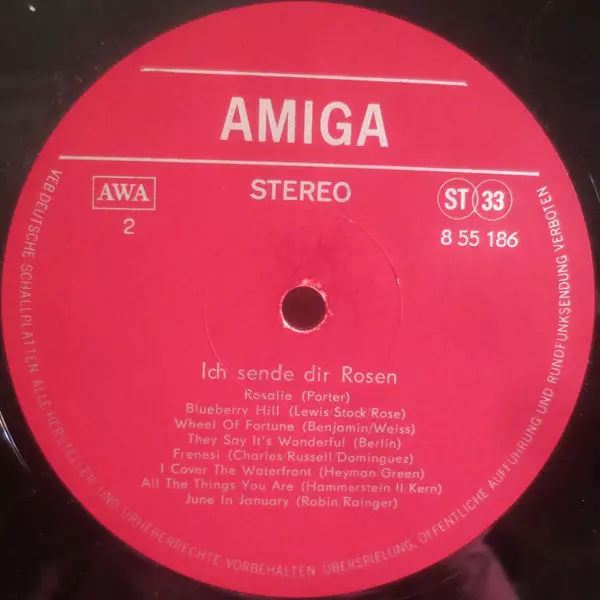 AMIGA
AWA
STEREO
ST 33
2
8 55 186
Ich sende dir Rosen
Rosalie (Porter)
Blueberry Hill (Lewis/Stock/Rose)
Wheel Of Fortune (Benjamin/Weiss)
They Say It's Wonderful (Berlin)
Frenesi (Charles/Russell/Dominguez)
I Cover The Waterfront (Heyman Green)
All The Things You Are (Hammerstein II/Kern)
June In January (Robin Rainger)
VEB DEUTSCHE SCHALLPLATTEN ALLE HERSTELLER- UND URHEBERRECHTE VORBEHALTEN ÜBERSPIELUNG, ÖFFENTLICHE AUFFÜHRUNG UND RUNDFUNKSENDUNG VERBOTEN